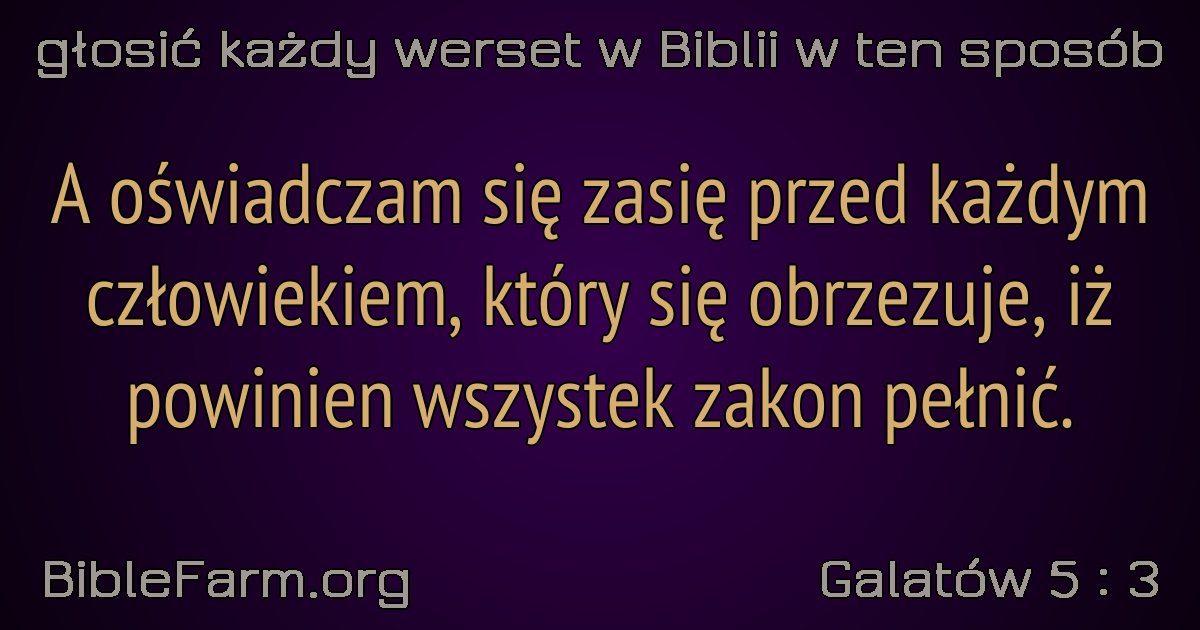 głosić każdy werset w Biblii w ten sposób
A oświadczam się zasię przed każdym
człowiekiem, który się obrzezuje, iż
powinien wszystek zakon pełnić.
BibleFarm.org
Galatów 5 : 3